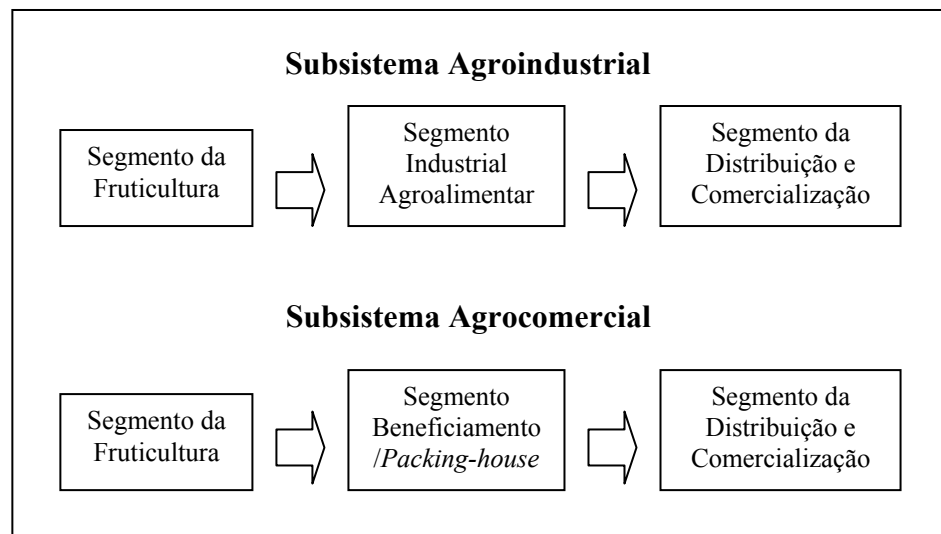 Subsistema Agroindustrial
Segmento da
Fruticultura
Segmento
Industrial
Agroalimentar
Segmento da
Distribuição e
Comercialização
Subsistema Agrocomercial
Segmento da
Fruticultura
Segmento
Beneficiamento
/Packing-house
Segmento da
Distribuição e
Comercialização